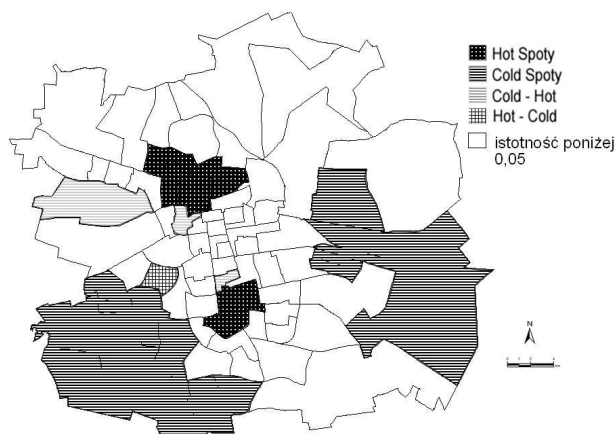 Hot Spoty
Cold Spoty
Cold - Hot
Hot - Cold
istotność poniżej
0,05
N